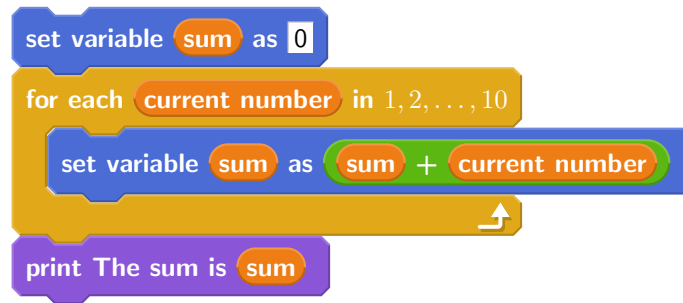 set variable sum as 0
for each current number in 1, 2, . . . , 10
set variable sum as sum + current number
print The sum is sum